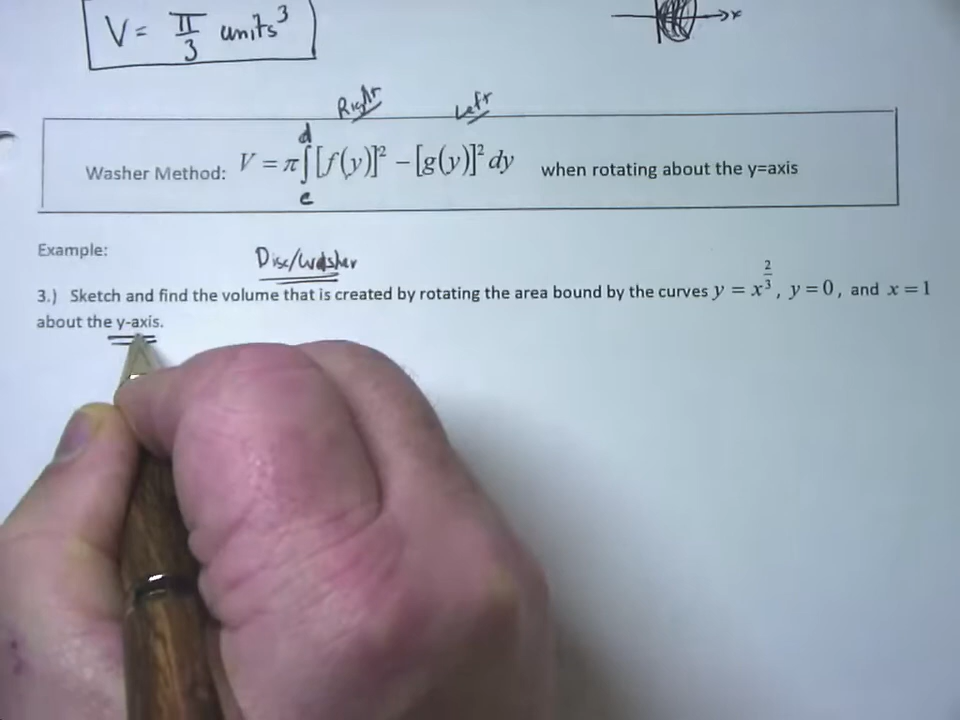 V = π/3 units³
x
Right Left
Washer Method: V = π∫_c^d [f(y)]² − [g(y)]² dy when rotating about the y=axis
Example:
Disc/Washer
3.) Sketch and find the volume that is created by rotating the area bound by the curves y = x^(2/3), y = 0, and x = 1
about the y-axis.